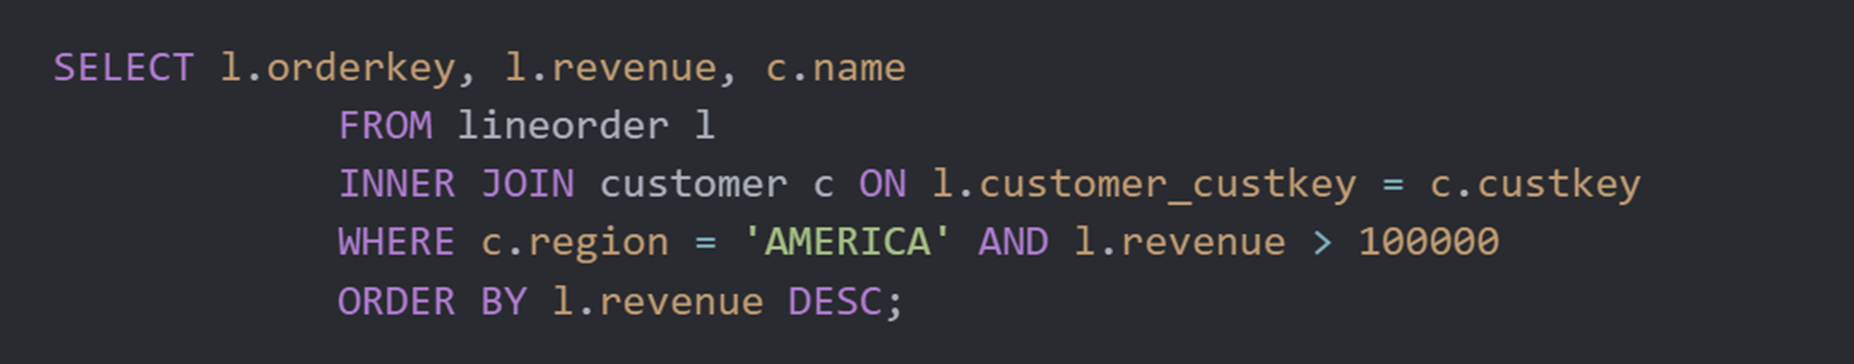 SELECT l.orderkey, l.revenue, c.name
FROM lineorder l
INNER JOIN customer c ON l.customer_custkey = c.custkey
WHERE c.region = 'AMERICA' AND l.revenue > 100000
ORDER BY l.revenue DESC;